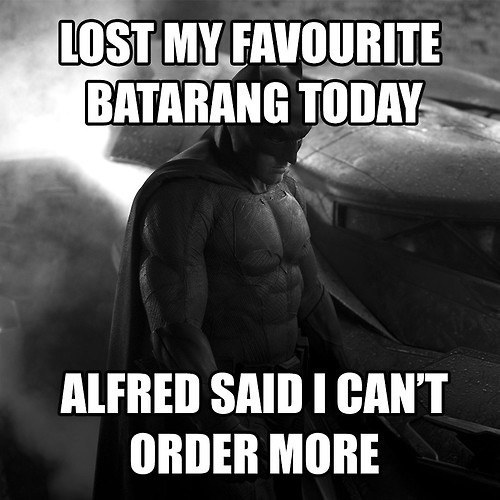 LOST MY FAVOURITE
BATARANG TODAY
ALFRED SAID I CAN'T
ORDER MORE